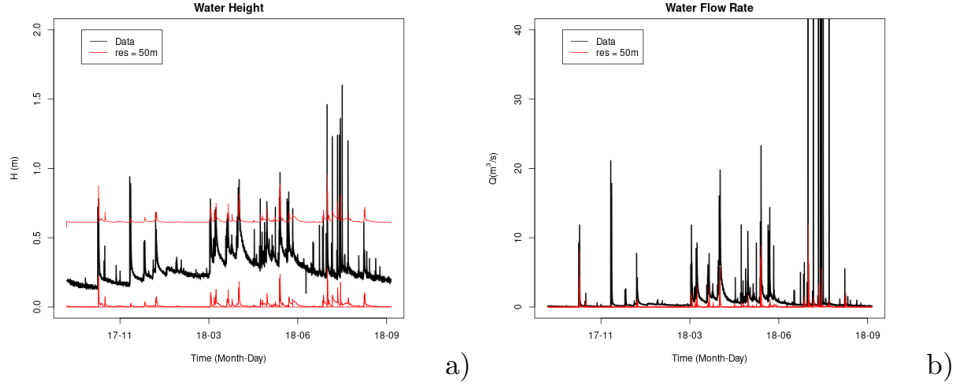 Water Height
2.0
1.5
1.0
0.5
0.0
H (m)
Data
res = 50m
17-11
18-03
18-06
18-09
Time (Month-Day)
a)
Water Flow Rate
40
30
20
10
0
Q(m³/s)
Data
res = 50m
17-11
18-03
18-06
18-09
Time (Month-Day)
b)